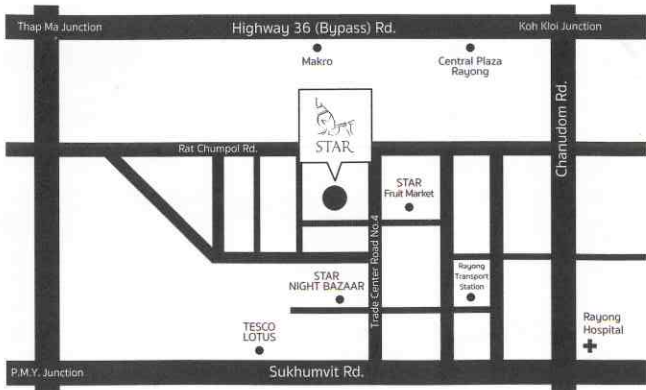 Thap Ma Junction
Highway 36 (Bypass) Rd.
Koh Kloi Junction
Makro
Central Plaza
Rayong
Chanudom Rd.
STAR
Rat Chumpol Rd.
STAR
Fruit Market
Trade Center Road No.4
Rayong
Transport
Station
STAR
NIGHT BAZAAR
TESCO
LOTUS
Rayong
Hospital
P.M.Y. Junction
Sukhumvit Rd.